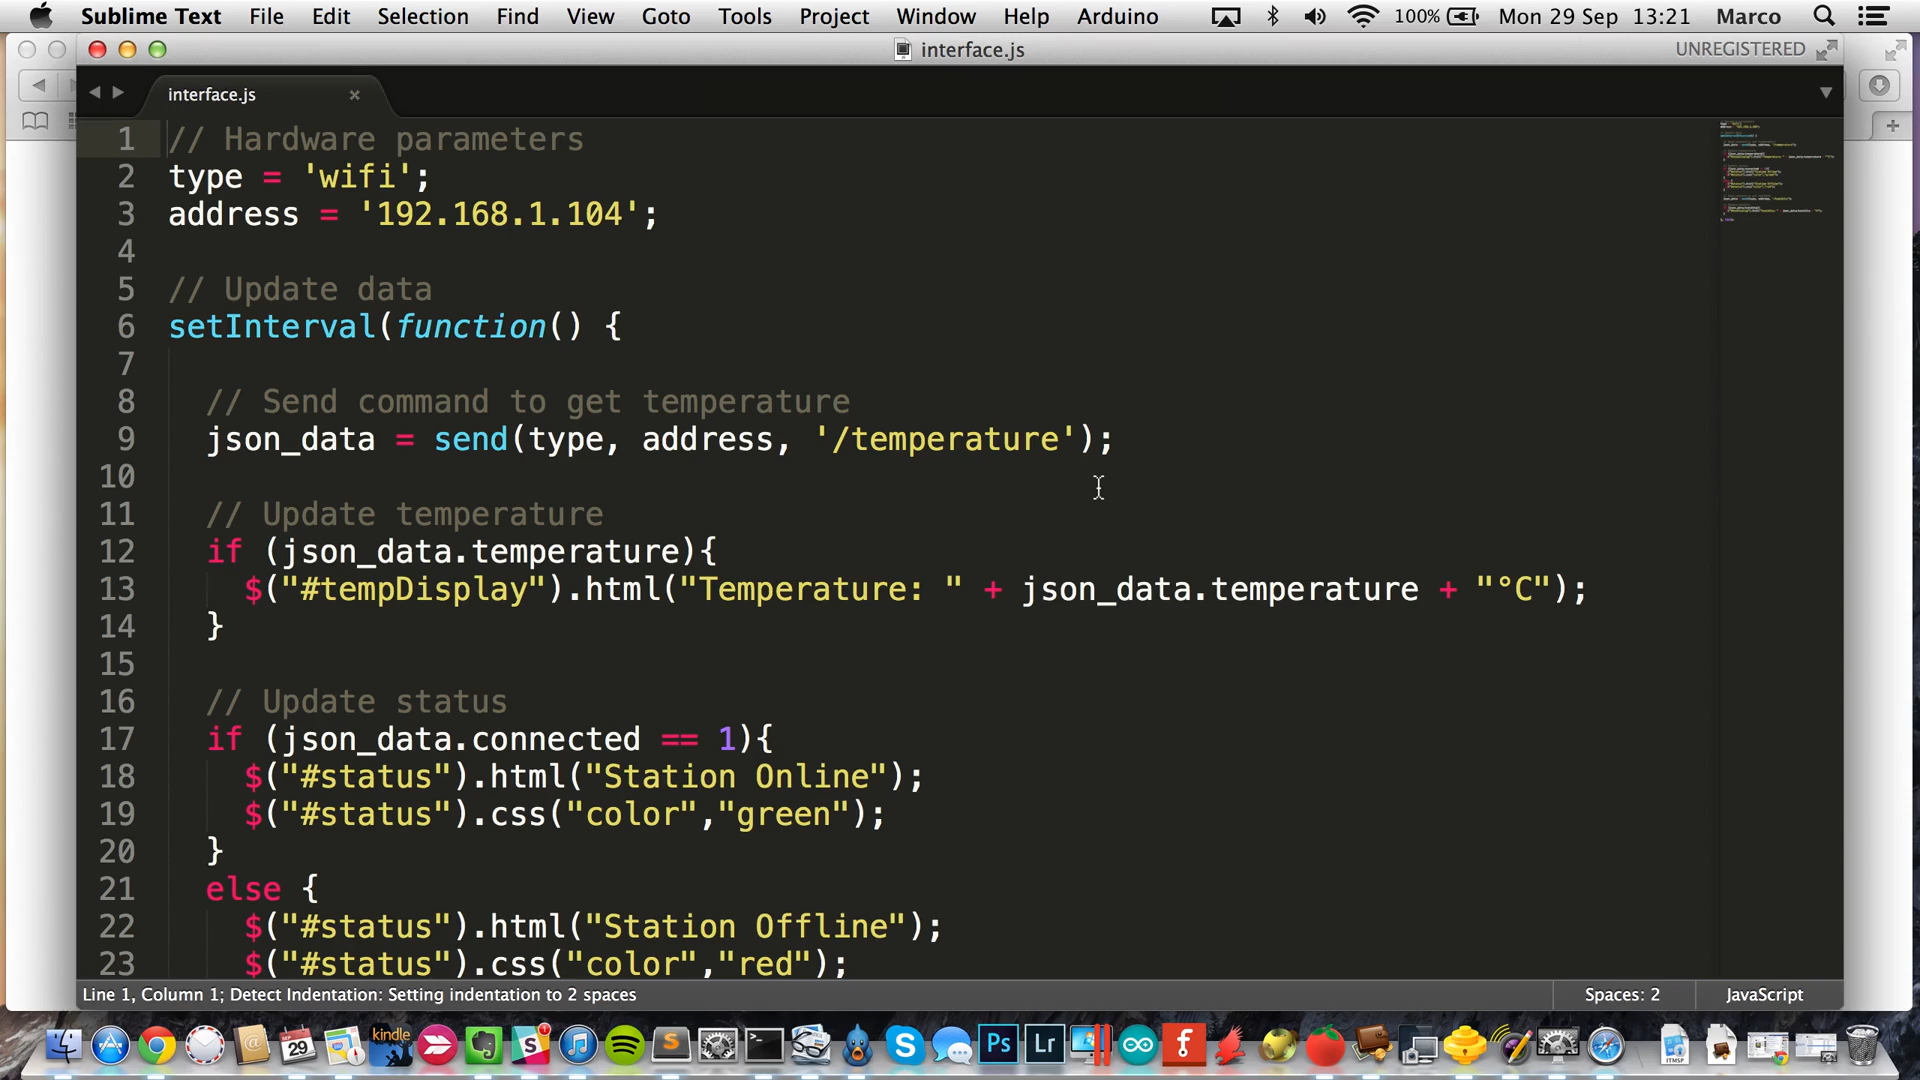 Sublime Text File Edit Selection Find View Goto Tools Project Window Help Arduino 100% Mon 29 Sep 13:21 Marco
interface.js UNREGISTERED
interface.js ×
1 // Hardware parameters
2 type = 'wifi';
3 address = '192.168.1.104';
4
5 // Update data
6 setInterval(function() {
7
8 // Send command to get temperature
9 json_data = send(type, address, '/temperature');
10
11 // Update temperature
12 if (json_data.temperature){
13 $("#tempDisplay").html("Temperature: " + json_data.temperature + "°C");
14 }
15
16 // Update status
17 if (json_data.connected == 1){
18 $("#status").html("Station Online");
19 $("#status").css("color","green");
20 }
21 else {
22 $("#status").html("Station Offline");
23 $("#status").css("color","red");
Line 1, Column 1; Detect Indentation: Setting indentation to 2 spaces Spaces: 2 JavaScript
29 kindle 1 S Ps Lr f